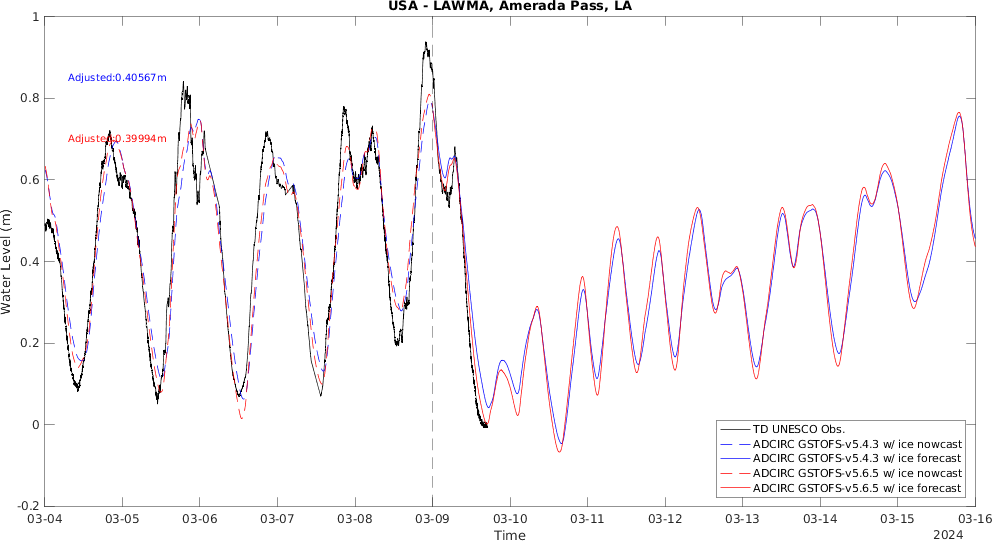 USA - LAWMA, Amerada Pass, LA
1
0.8
0.6
0.4
0.2
0
-0.2
Water Level (m)
Adjusted:0.40567m
Adjusted:0.39994m
TD UNESCO Obs.
ADCIRC GSTOFS-v5.4.3 w/ ice nowcast
ADCIRC GSTOFS-v5.4.3 w/ ice forecast
ADCIRC GSTOFS-v5.6.5 w/ ice nowcast
ADCIRC GSTOFS-v5.6.5 w/ ice forecast
03-04 03-05 03-06 03-07 03-08 03-09 03-10 03-11 03-12 03-13 03-14 03-15 03-16
Time
2024